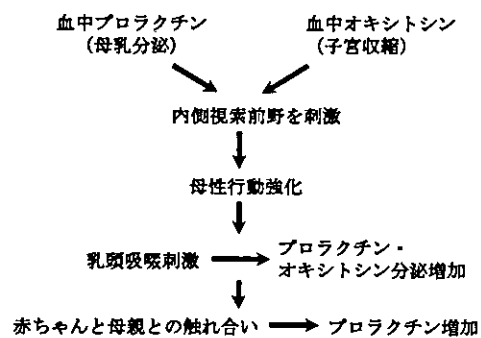 血中プロラクチン
(母乳分泌)
血中オキシトシン
(子宮収縮)
内側視索前野を刺激
母性行動強化
乳頭吸啜刺激
プロラクチン・
オキシトシン分泌増加
赤ちゃんと母親との触れ合い
プロラクチン増加